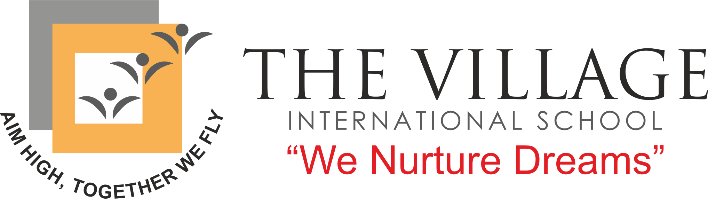 AIM HIGH, TOGETHER WE FLY
THE VILLAGE
INTERNATIONAL SCHOOL
“We Nurture Dreams”